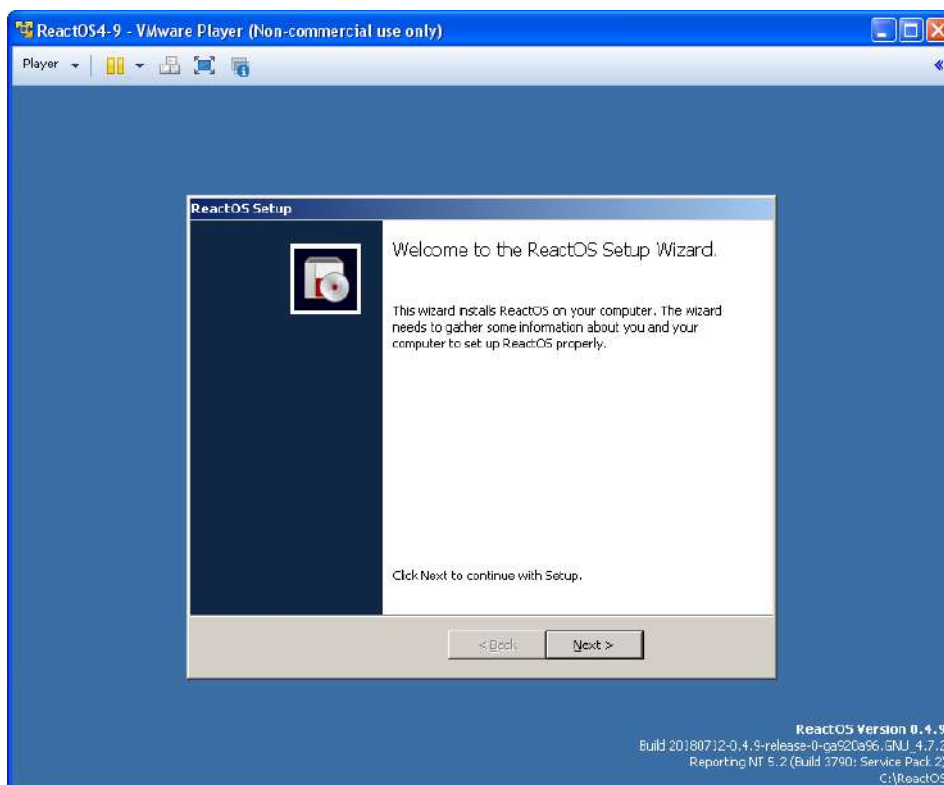 ReactOS4-9 - VMware Player (Non-commercial use only)
Player
ReactOS Setup
Welcome to the ReactOS Setup Wizard.
This wizard installs ReactOS on your computer. The wizard
needs to gather some information about you and your
computer to set up ReactOS properly.
Click Next to continue with Setup.
< Back
Next >
ReactOS Version 0.4.9
Build 20180712-0.4.9-release-0-ga920a96.GNU_4.7.2
Reporting NT 5.2 (Build 3790: Service Pack 2)
C:\ReactOS